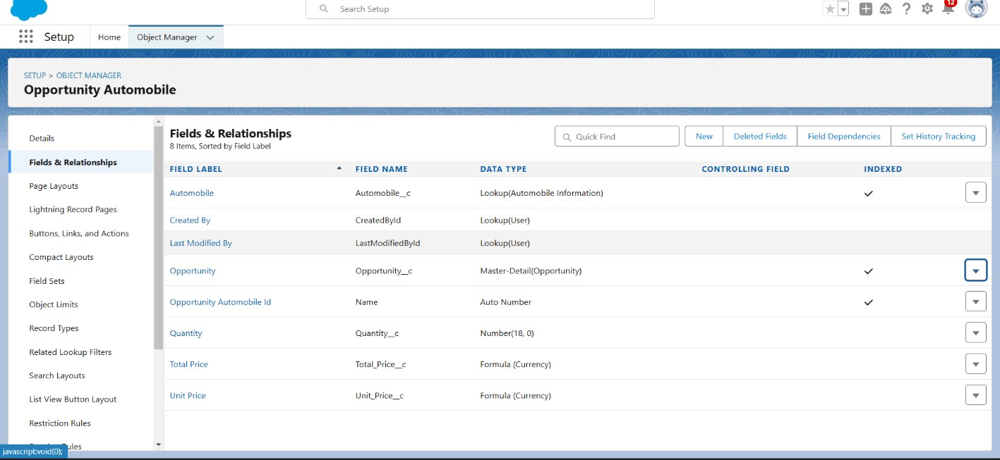 Search Setup
12
Setup
Home
Object Manager
SETUP > OBJECT MANAGER
Opportunity Automobile
Details
Fields & Relationships
Page Layouts
Lightning Record Pages
Buttons, Links, and Actions
Compact Layouts
Field Sets
Object Limits
Record Types
Related Lookup Filters
Search Layouts
List View Button Layout
Restriction Rules
Fields & Relationships
8 Items, Sorted by Field Label
Quick Find
New
Deleted Fields
Field Dependencies
Set History Tracking
FIELD LABEL FIELD NAME DATA TYPE CONTROLLING FIELD INDEXED
Automobile Automobile__c Lookup(Automobile Information)
Created By CreatedById Lookup(User)
Last Modified By LastModifiedById Lookup(User)
Opportunity Opportunity__c Master-Detail(Opportunity)
Opportunity Automobile Id Name Auto Number
Quantity Quantity__c Number(18, 0)
Total Price Total_Price__c Formula (Currency)
Unit Price Unit_Price__c Formula (Currency)
javascript:void(0);